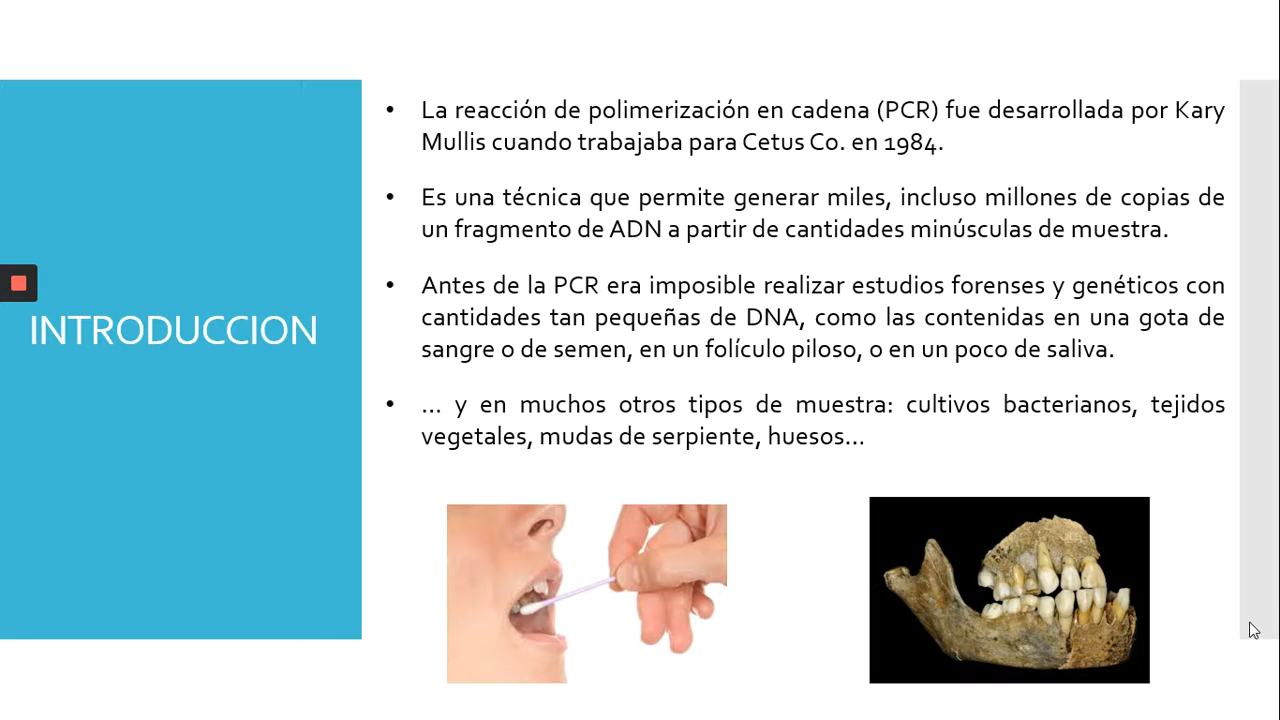 INTRODUCCION
• La reacción de polimerización en cadena (PCR) fue desarrollada por Kary
Mullis cuando trabajaba para Cetus Co. en 1984.
• Es una técnica que permite generar miles, incluso millones de copias de
un fragmento de ADN a partir de cantidades minúsculas de muestra.
• Antes de la PCR era imposible realizar estudios forenses y genéticos con
cantidades tan pequeñas de DNA, como las contenidas en una gota de
sangre o de semen, en un folículo piloso, o en un poco de saliva.
• ... y en muchos otros tipos de muestra: cultivos bacterianos, tejidos
vegetales, mudas de serpiente, huesos...